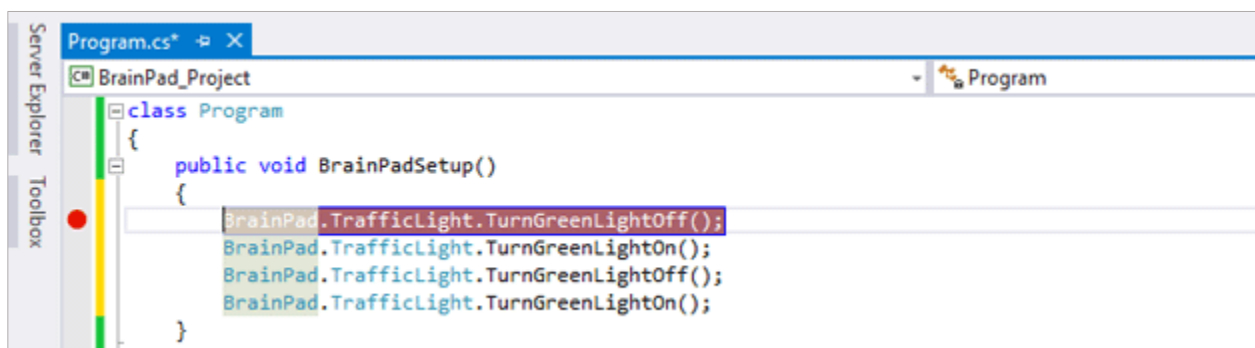 Server Explorer
Toolbox
Program.cs*
C# BrainPad_Project
Program
class Program
{
public void BrainPadSetup()
{
BrainPad.TrafficLight.TurnGreenLightOff();
BrainPad.TrafficLight.TurnGreenLightOn();
BrainPad.TrafficLight.TurnGreenLightOff();
BrainPad.TrafficLight.TurnGreenLightOn();
}